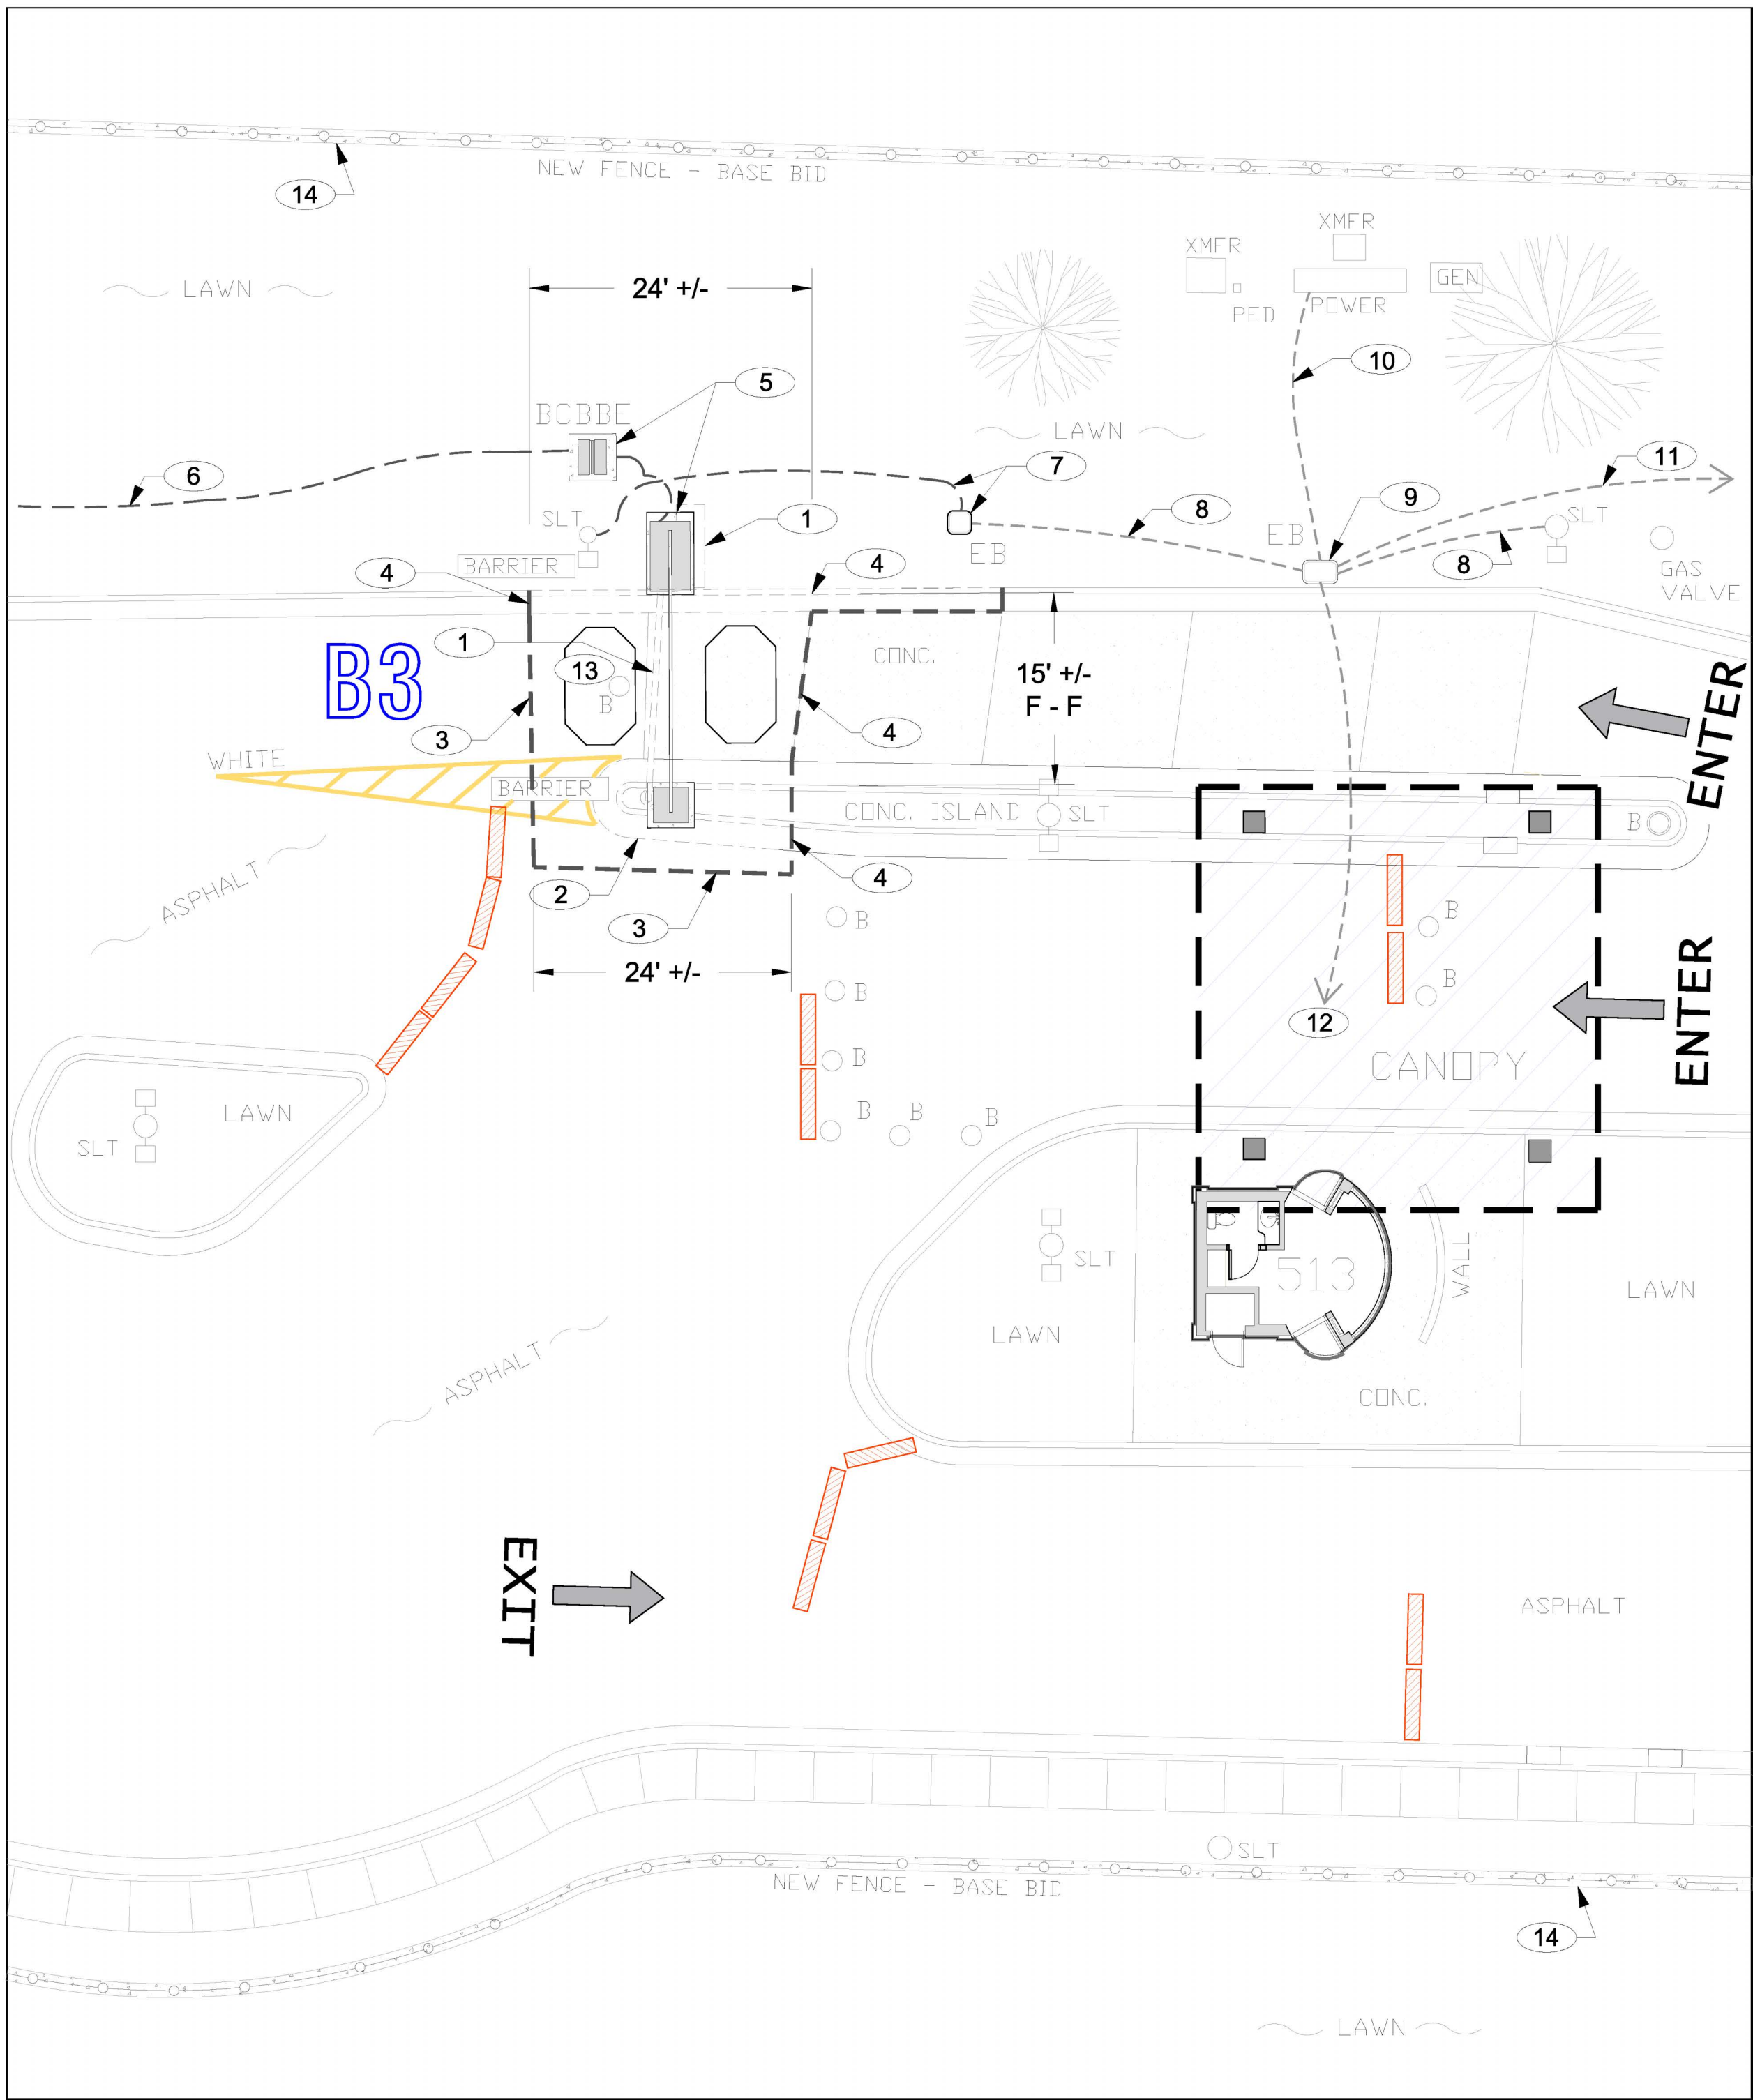 NEW FENCE - BASE BID
14
XMFR
XMFR
LAWN
24' +/-
GEN
PED
POWER
10
5
BCBBE
LAWN
11
6
7
SLT
1
8
9
SLT
EB
EB
BARRIER
4
4
8
GAS
VALVE
1
B3
13
B
CONC.
15' +/-
F - F
ENTER
3
4
WHITE
BARRIER
CONC. ISLAND
SLT
B
ASPHALT
2
4
3
B
B
24' +/-
B
B
ENTER
12
B
CANOPY
LAWN
SLT
B
B
B
SLT
513
WALL
LAWN
LAWN
ASPHALT
CONC.
EXIT
ASPHALT
SLT
NEW FENCE - BASE BID
14
LAWN